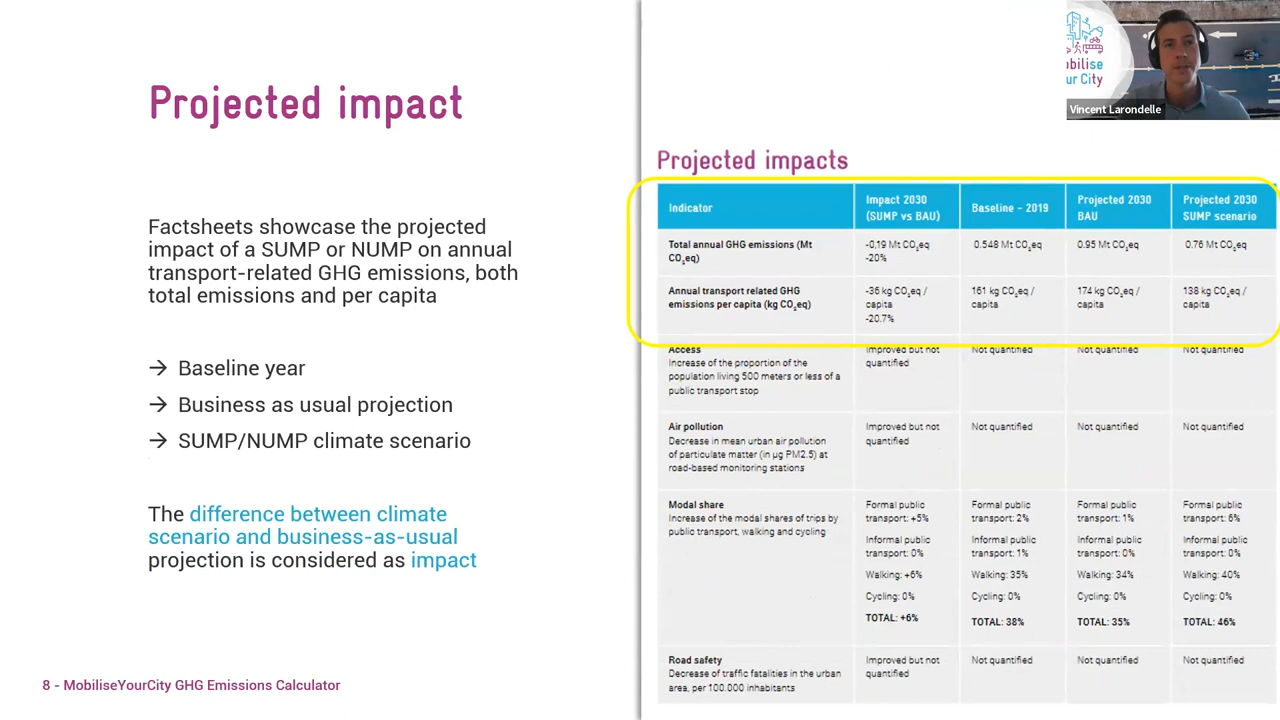 Projected impact
Factsheets showcase the projected
impact of a SUMP or NUMP on annual
transport-related GHG emissions, both
total emissions and per capita
→ Baseline year
→ Business as usual projection
→ SUMP/NUMP climate scenario
The difference between climate
scenario and business-as-usual
projection is considered as impact
8 - MobiliseYourCity GHG Emissions Calculator
obilise
ur City
Vincent Larondelle
Projected impacts
Indicator
Impact 2030
(SUMP vs BAU)
Baseline - 2019
Projected 2030
BAU
Projected 2030
SUMP scenario
Total annual GHG emissions (Mt
CO₂eq)
-0,19 Mt CO₂eq
-20%
0.548 Mt CO₂eq
0.95 Mt CO₂eq
0.76 Mt CO₂eq
Annual transport related GHG
emissions per capita (kg CO₂eq)
-36 kg CO₂eq /
capita
-20.7%
161 kg CO₂eq /
capita
174 kg CO₂eq /
capita
138 kg CO₂eq /
capita
Access
Increase of the proportion of the
population living 500 meters or less of a
public transport stop
Improved but not
quantified
Not quantified
Not quantified
Not quantified
Air pollution
Decrease in mean urban air pollution
of particulate matter (in µg PM2.5) at
road-based monitoring stations
Improved but not
quantified
Not quantified
Not quantified
Not quantified
Modal share
Increase of the modal shares of trips by
public transport, walking and cycling
Formal public
transport: +5%
Informal public
transport: 0%
Walking: +6%
Cycling: 0%
TOTAL: +6%
Formal public
transport: 2%
Informal public
transport: 1%
Walking: 35%
Cycling: 0%
TOTAL: 38%
Formal public
transport: 1%
Informal public
transport: 0%
Walking: 34%
Cycling: 0%
TOTAL: 35%
Formal public
transport: 6%
Informal public
transport: 0%
Walking: 40%
Cycling: 0%
TOTAL: 46%
Road safety
Decrease of traffic fatalities in the urban
area, per 100.000 inhabitants
Improved but not
quantified
Not quantified
Not quantified
Not quantified